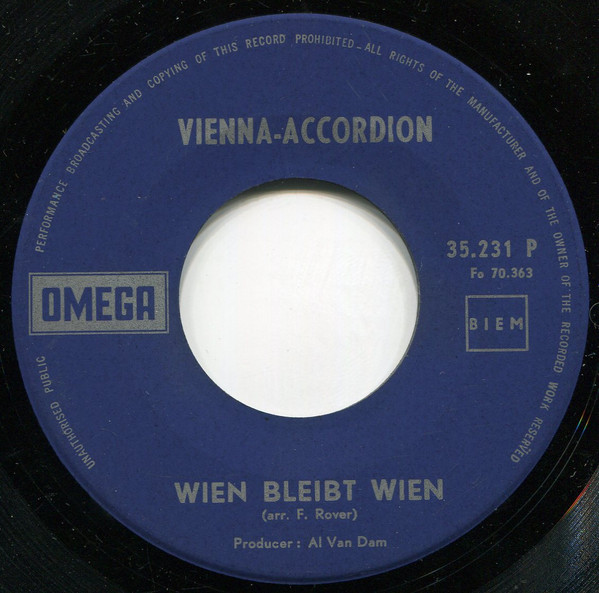 UNAUTHORISED PUBLIC PERFORMANCE BROADCASTING AND COPYING OF THIS RECORD PROHIBITED - ALL RIGHTS OF THE MANUFACTURER AND OF THE OWNER OF THE RECORDED WORK RESERVED
VIENNA-ACCORDION
35.231 P
Fo 70.363
OMEGA
BIEM
WIEN BLEIBT WIEN
(arr. F. Rover)
Producer: Al Van Dam